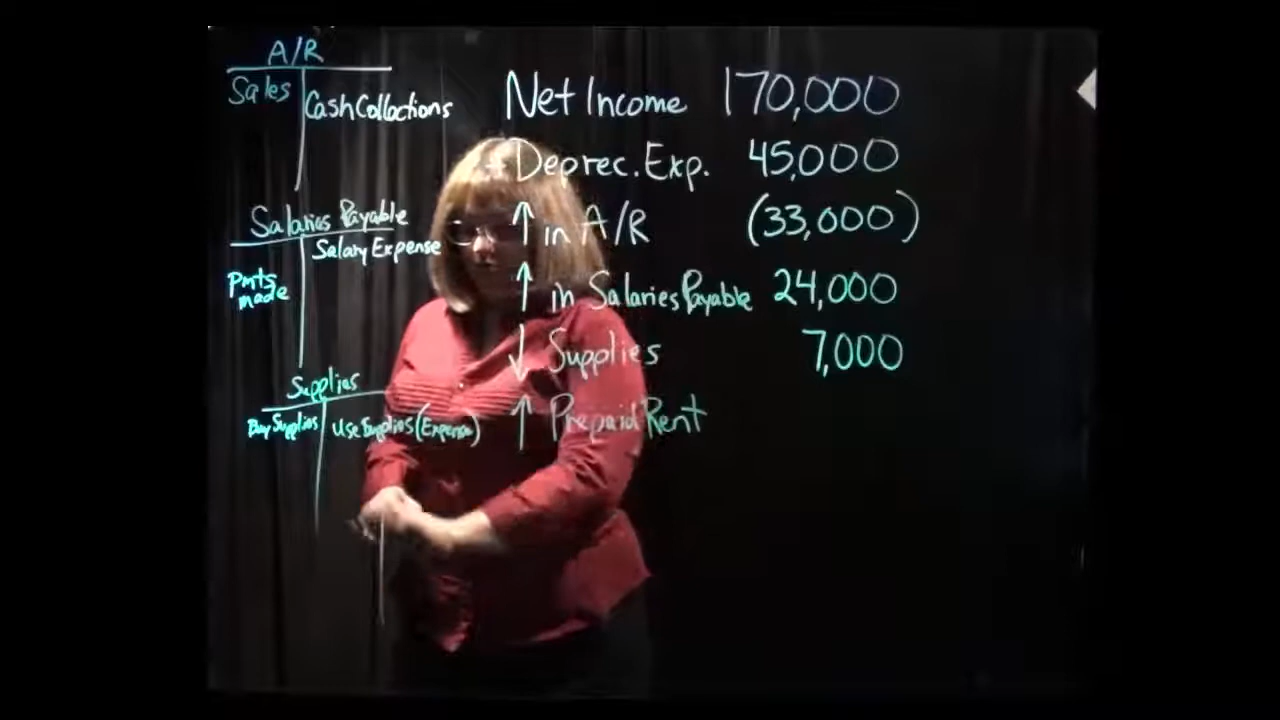 A/R
Sales
Cash Collections
Salaries Payable
Salary Expense
Pmts
made
Supplies
Buy Supplies
Use Supplies (Expense)
Net Income 170,000
+ Deprec. Exp. 45,000
↑ in A/R (33,000)
↑ in Salaries Payable 24,000
↓ Supplies 7,000
↑ Prepaid Rent